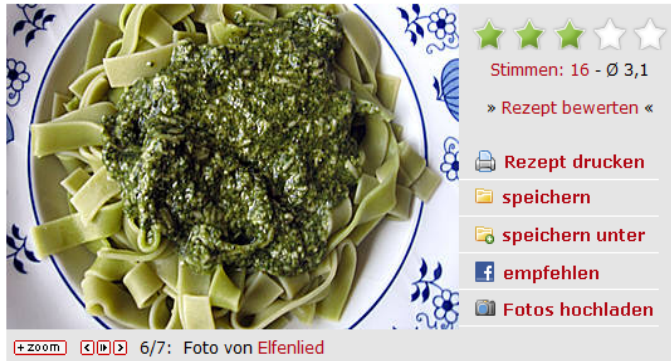 Stimmen: 16 - Ø 3,1
» Rezept bewerten «
Rezept drucken
speichern
speichern unter
f empfehlen
Fotos hochladen
+zoom 6/7: Foto von Elfenlied